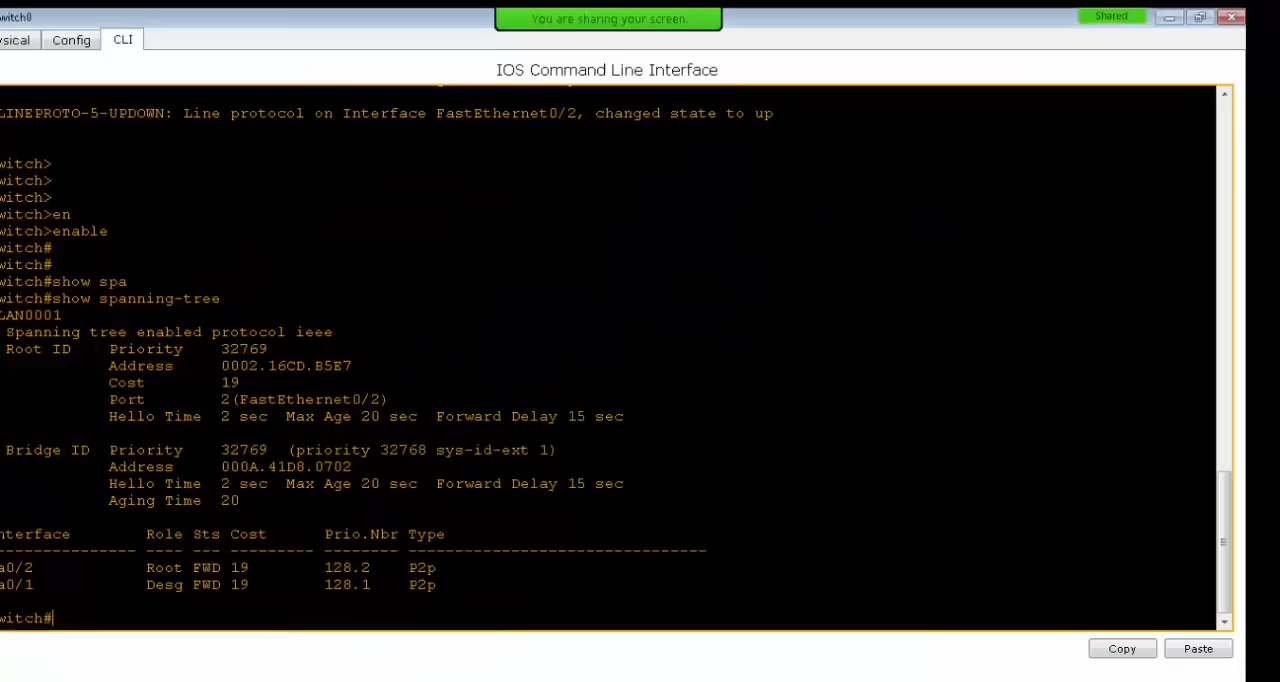 witch0
You are sharing your screen.
Shared
ysical Config CLI
IOS Command Line Interface
LINEPROTO-5-UPDOWN: Line protocol on Interface FastEthernet0/2, changed state to up
witch>
witch>
witch>
witch>en
witch>enable
witch#
witch#
witch#show spa
witch#show spanning-tree
LAN0001
Spanning tree enabled protocol ieee
Root ID Priority 32769
Address 0002.16CD.B5E7
Cost 19
Port 2(FastEthernet0/2)
Hello Time 2 sec Max Age 20 sec Forward Delay 15 sec
Bridge ID Priority 32769 (priority 32768 sys-id-ext 1)
Address 000A.41D8.0702
Hello Time 2 sec Max Age 20 sec Forward Delay 15 sec
Aging Time 20
nterface Role Sts Cost Prio.Nbr Type
--------------- ---- --- --------- -------- --------------------------------
a0/2 Root FWD 19 128.2 P2p
a0/1 Desg FWD 19 128.1 P2p
witch#
Copy Paste